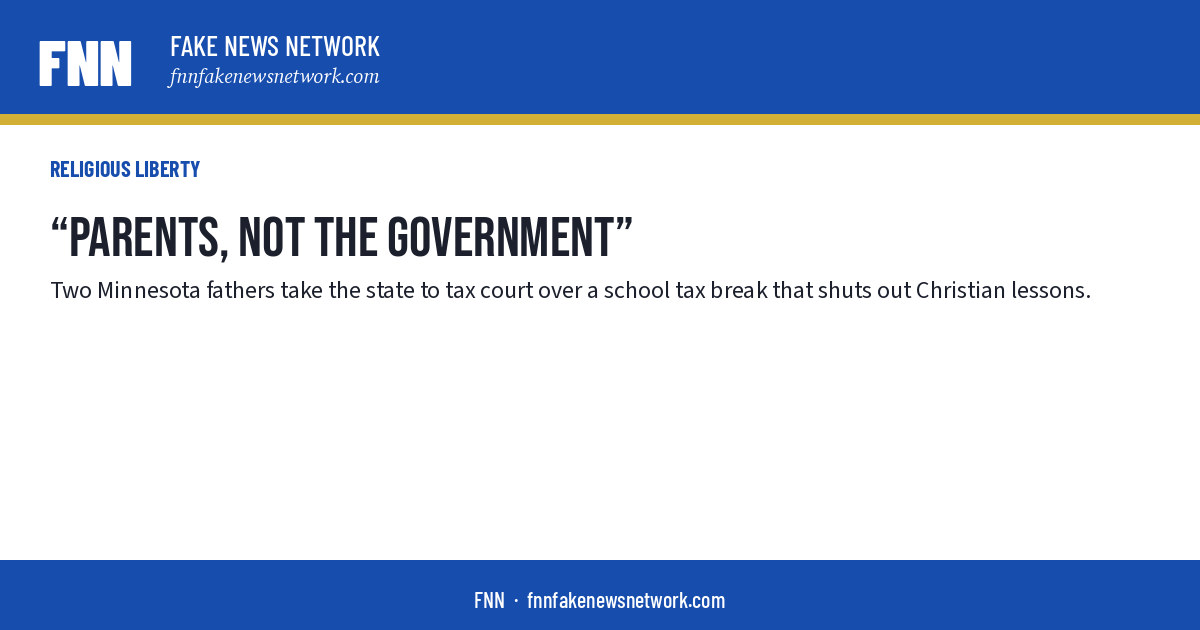 FNN
FAKE NEWS NETWORK
fnnfakenewsnetwork.com
RELIGIOUS LIBERTY
“PARENTS, NOT THE GOVERNMENT”
Two Minnesota fathers take the state to tax court over a school tax break that shuts out Christian lessons.
FNN · fnnfakenewsnetwork.com